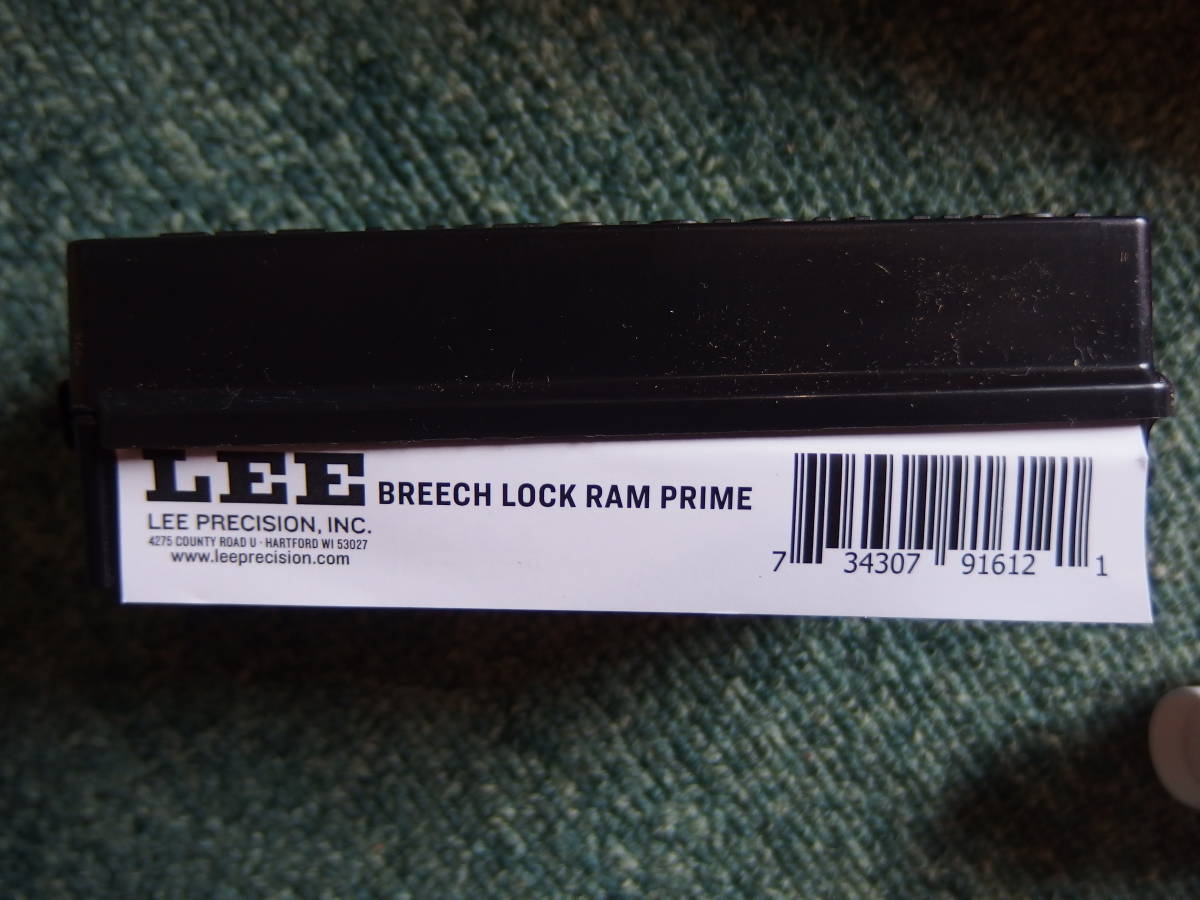 LEE
BREECH LOCK RAM PRIME
LEE PRECISION, INC.
4275 COUNTY ROAD U · HARTFORD WI 53027
www.leeprecision.com
7 34307 91612 1